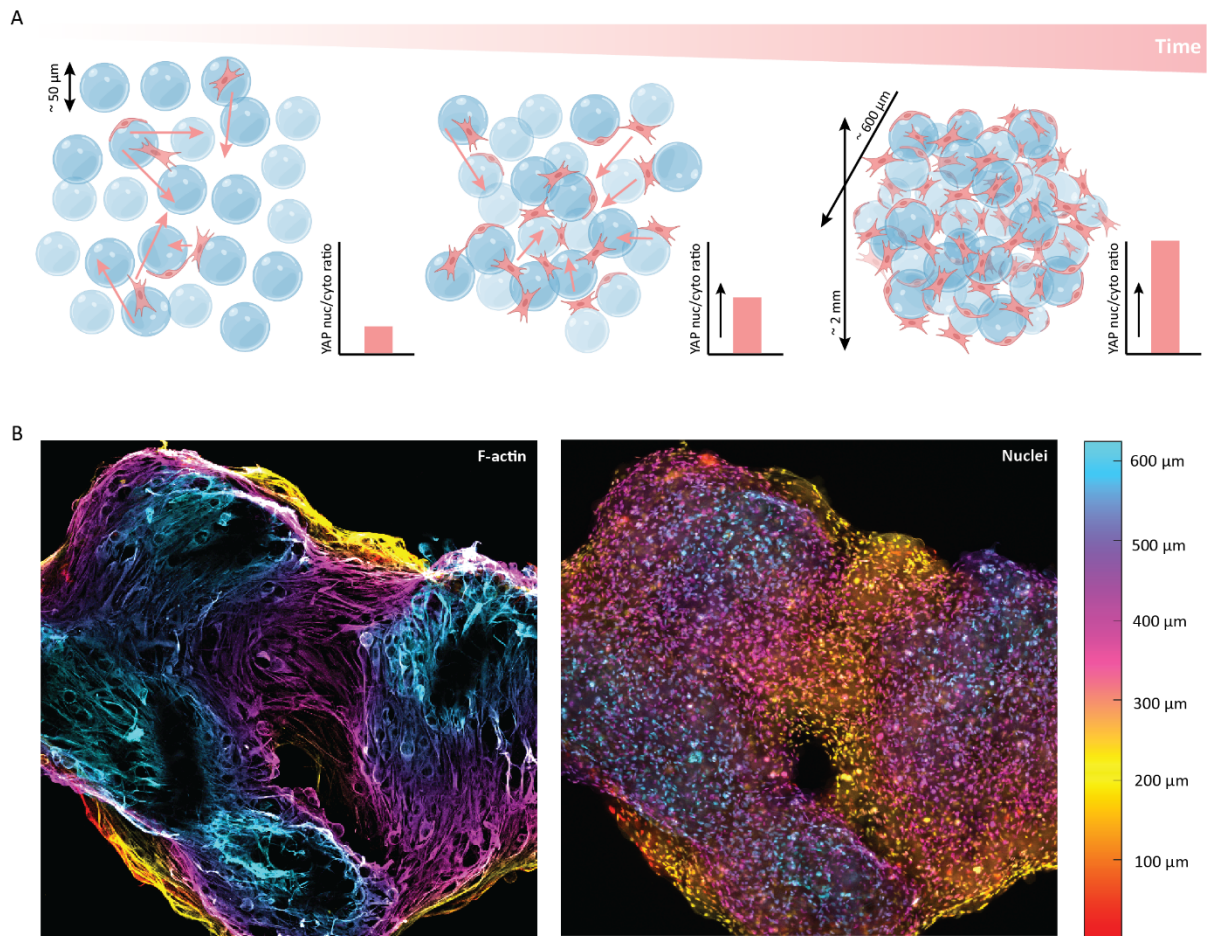 A
Time
~ 50 µm
YAP nuc/cyto ratio
YAP nuc/cyto ratio
~ 600 µm
~ 2 mm
YAP nuc/cyto ratio
B
F-actin
Nuclei
600 µm
500 µm
400 µm
300 µm
200 µm
100 µm